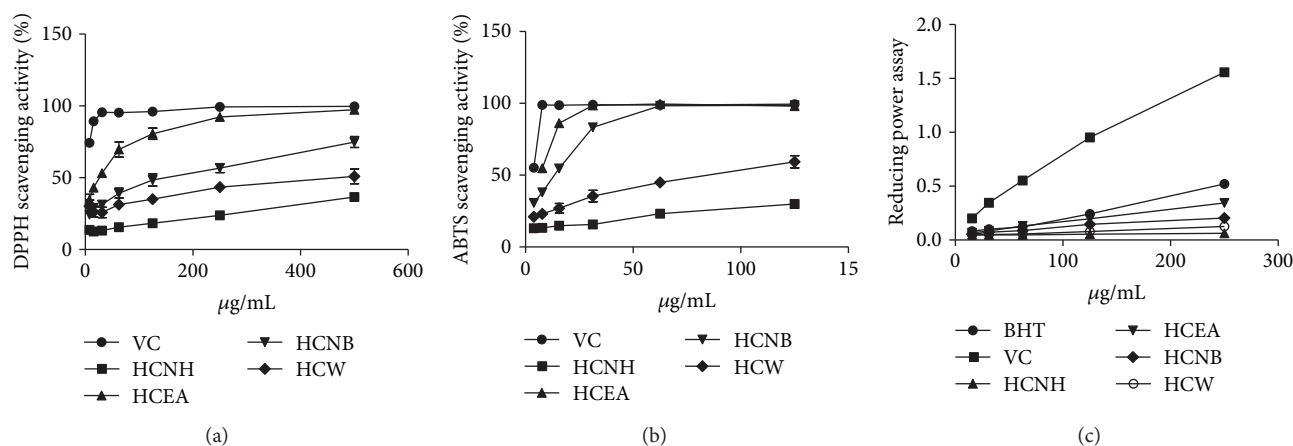 DPPH scavenging activity (%)
150
100
50
0
0
200
400
600
μg/mL
VC
HCNH
HCEA
HCNB
HCW
(a)
ABTS scavenging activity (%)
150
100
50
0
0
50
100
15
μg/mL
VC
HCNH
HCEA
HCNB
HCW
(b)
Reducing power assay
2.0
1.5
1.0
0.5
0.0
0
100
200
300
μg/mL
BHT
VC
HCNH
HCEA
HCNB
HCW
(c)